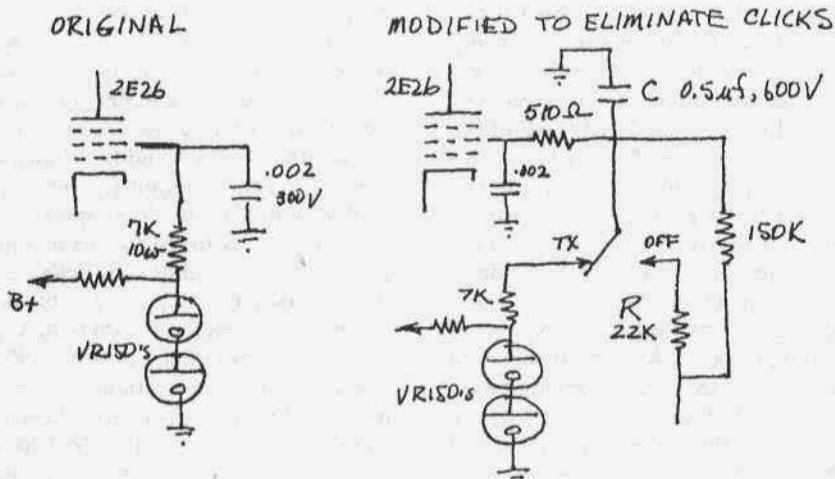 ORIGINAL
2E26
.002
300V
7K
10W
B+
VR150's
MODIFIED TO ELIMINATE CLICKS
2E26
510Ω
C 0.5uf, 600V
.002
TX
OFF
150K
7K
R
22K
VR150's